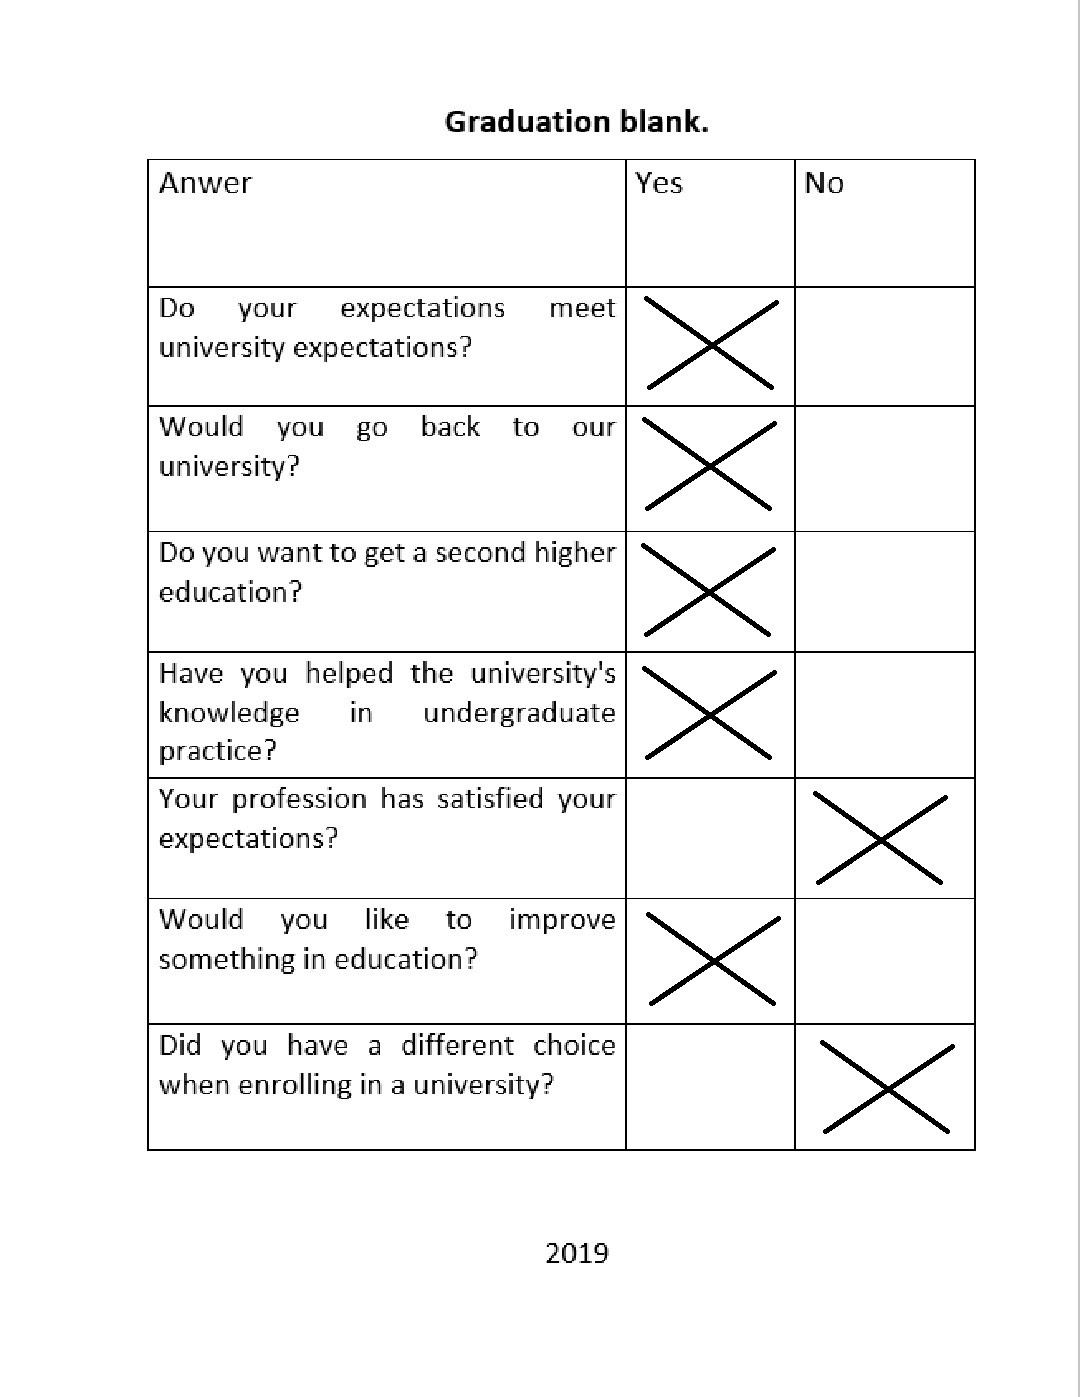 Graduation blank.
Anwer Yes No
Do your expectations meet
university expectations?
Would you go back to our
university?
Do you want to get a second higher
education?
Have you helped the university's
knowledge in undergraduate
practice?
Your profession has satisfied your
expectations?
Would you like to improve
something in education?
Did you have a different choice
when enrolling in a university?
2019